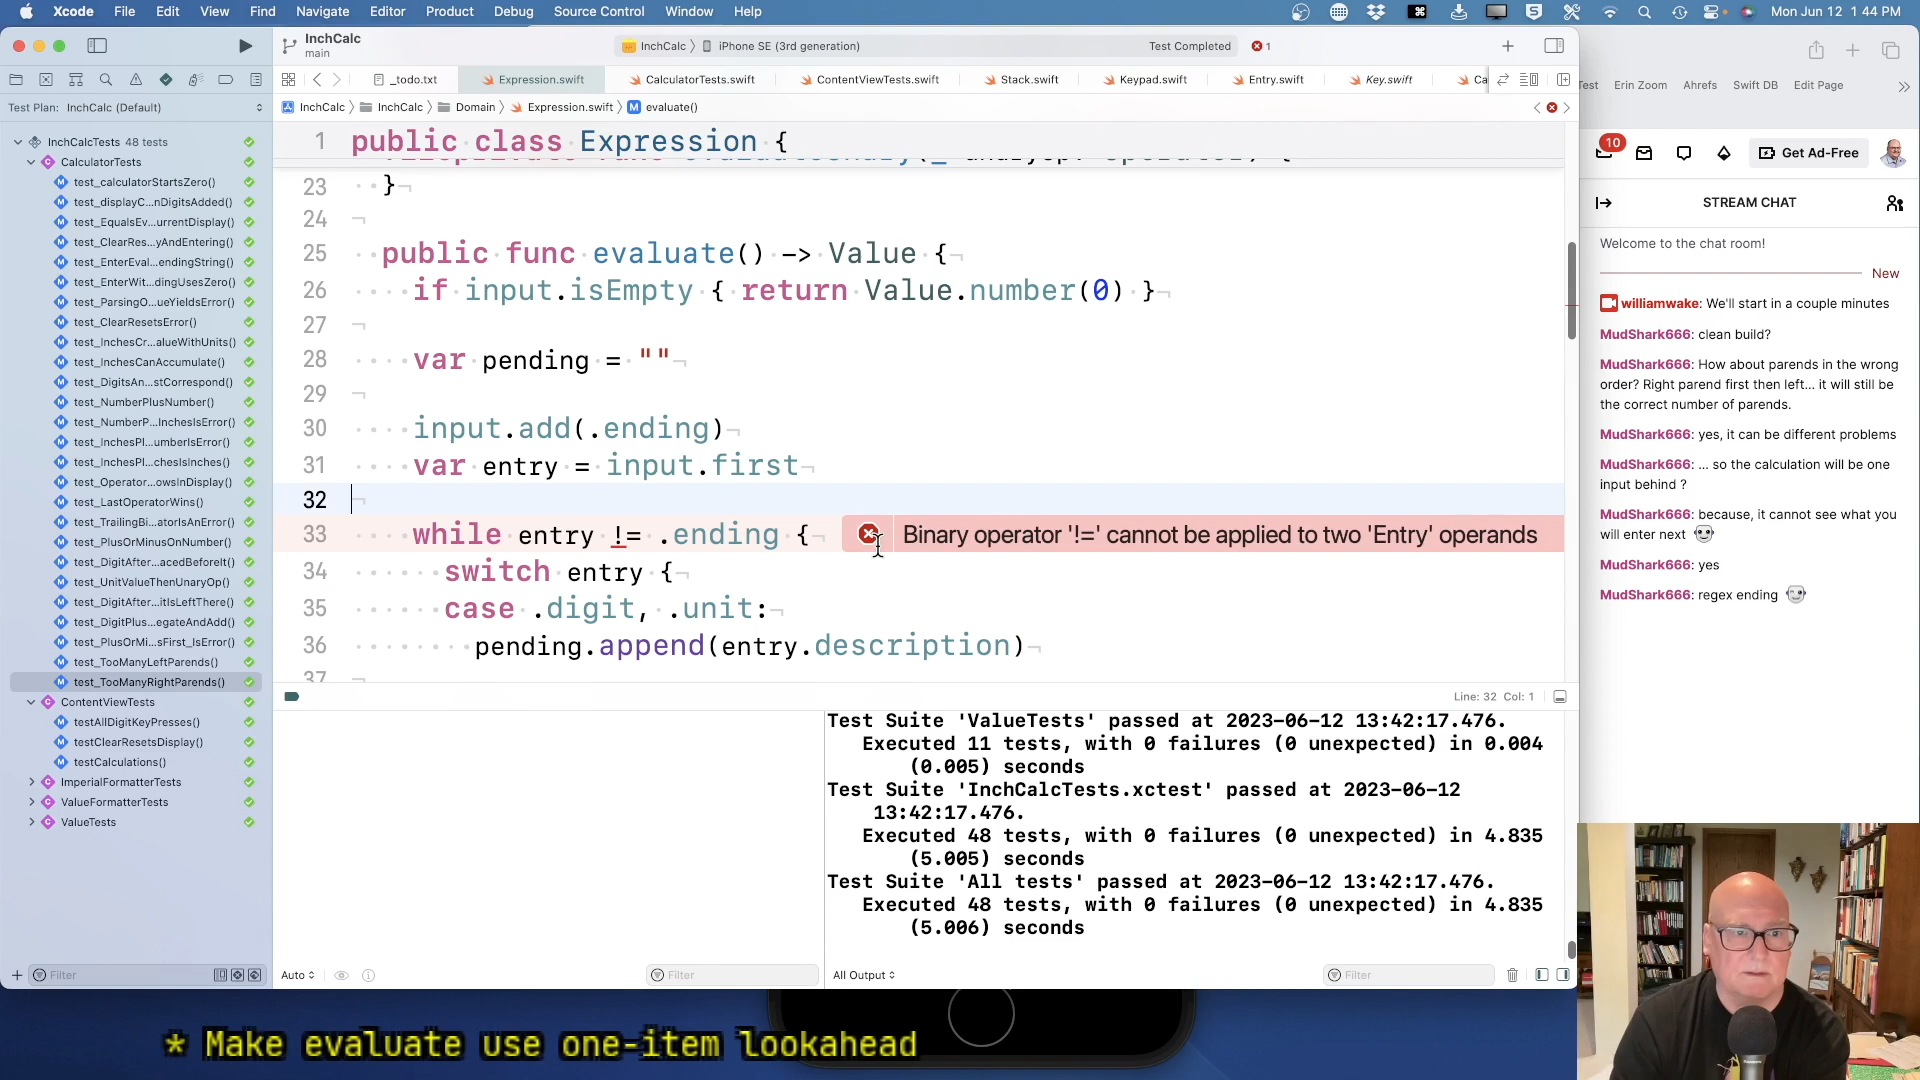 Xcode File Edit View Find Navigate Editor Product Debug Source Control Window Help Mon Jun 12 1 44 PM
InchCalc
main
InchCalc iPhone SE (3rd generation) Test Completed 1
_todo.txt Expression.swift CalculatorTests.swift ContentViewTests.swift Stack.swift Keypad.swift Entry.swift Key.swift Ca
Test Plan: InchCalc (Default)
InchCalc InchCalc Domain Expression.swift evaluate()
InchCalcTests 48 tests
CalculatorTests
test_calculatorStartsZero()
test_displayC...nDigitsAdded()
test_EqualsEv...urrentDisplay()
test_ClearRes...yAndEntering()
test_EnterEval...endingString()
test_EnterWit...dingUsesZero()
test_ParsingO...ueYieldsError()
test_ClearResetsError()
test_InchesCr...alueWithUnits()
test_InchesCanAccumulate()
test_DigitsAn...stCorrespond()
test_NumberPlusNumber()
test_NumberP...InchesIsError()
test_InchesPl...umberIsError()
test_InchesPl...chesIsInches()
test_Operator...owsInDisplay()
test_LastOperatorWins()
test_TrailingBi...atorIsAnError()
test_PlusOrMinusOnNumber()
test_DigitAfter...acedBeforeIt()
test_UnitValueThenUnaryOp()
test_DigitAfter...itIsLeftThere()
test_DigitPlus...egateAndAdd()
test_PlusOrMi...sFirst_IsError()
test_TooManyLeftParends()
test_TooManyRightParends()
ContentViewTests
testAllDigitKeyPresses()
testClearResetsDisplay()
testCalculations()
ImperialFormatterTests
ValueFormatterTests
ValueTests
Filter
1 public class Expression {
23 }
24
25 public func evaluate() -> Value {
26 if input.isEmpty { return Value.number(0) }
27
28 var pending = ""
29
30 input.add(.ending)
31 var entry = input.first
32
33 while entry != .ending { Binary operator '!=' cannot be applied to two 'Entry' operands
34 switch entry {
35 case .digit, .unit:
36 pending.append(entry.description)
37
Line: 32 Col: 1
Test Suite 'ValueTests' passed at 2023-06-12 13:42:17.476.
Executed 11 tests, with 0 failures (0 unexpected) in 0.004
(0.005) seconds
Test Suite 'InchCalcTests.xctest' passed at 2023-06-12
13:42:17.476.
Executed 48 tests, with 0 failures (0 unexpected) in 4.835
(5.005) seconds
Test Suite 'All tests' passed at 2023-06-12 13:42:17.476.
Executed 48 tests, with 0 failures (0 unexpected) in 4.835
(5.006) seconds
Auto Filter All Output Filter
Test Erin Zoom Ahrefs Swift DB Edit Page
10 Get Ad-Free
STREAM CHAT
Welcome to the chat room!
New
williamwake: We'll start in a couple minutes
MudShark666: clean build?
MudShark666: How about parends in the wrong
order? Right parend first then left... it will still be
the correct number of parends.
MudShark666: yes, it can be different problems
MudShark666: ... so the calculation will be one
input behind ?
MudShark666: because, it cannot see what you
will enter next
MudShark666: yes
MudShark666: regex ending
* Make evaluate use one-item lookahead